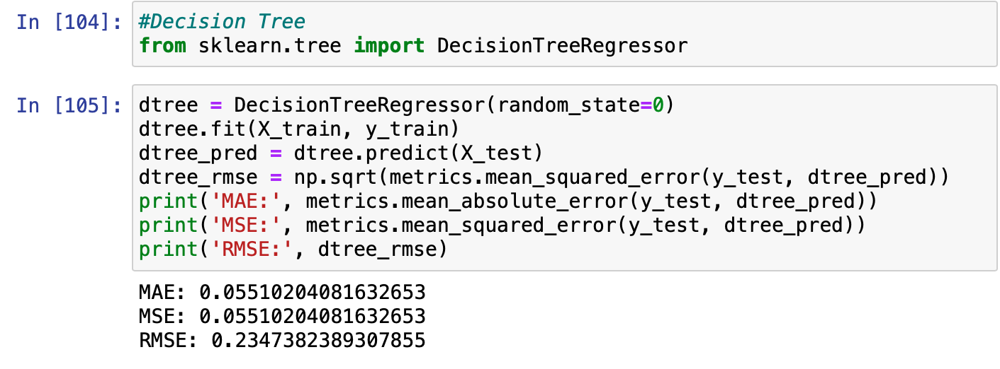 In [104]: #Decision Tree
from sklearn.tree import DecisionTreeRegressor
In [105]: dtree = DecisionTreeRegressor(random_state=0)
dtree.fit(X_train, y_train)
dtree_pred = dtree.predict(X_test)
dtree_rmse = np.sqrt(metrics.mean_squared_error(y_test, dtree_pred))
print('MAE:', metrics.mean_absolute_error(y_test, dtree_pred))
print('MSE:', metrics.mean_squared_error(y_test, dtree_pred))
print('RMSE:', dtree_rmse)
MAE: 0.05510204081632653
MSE: 0.05510204081632653
RMSE: 0.2347382389307855